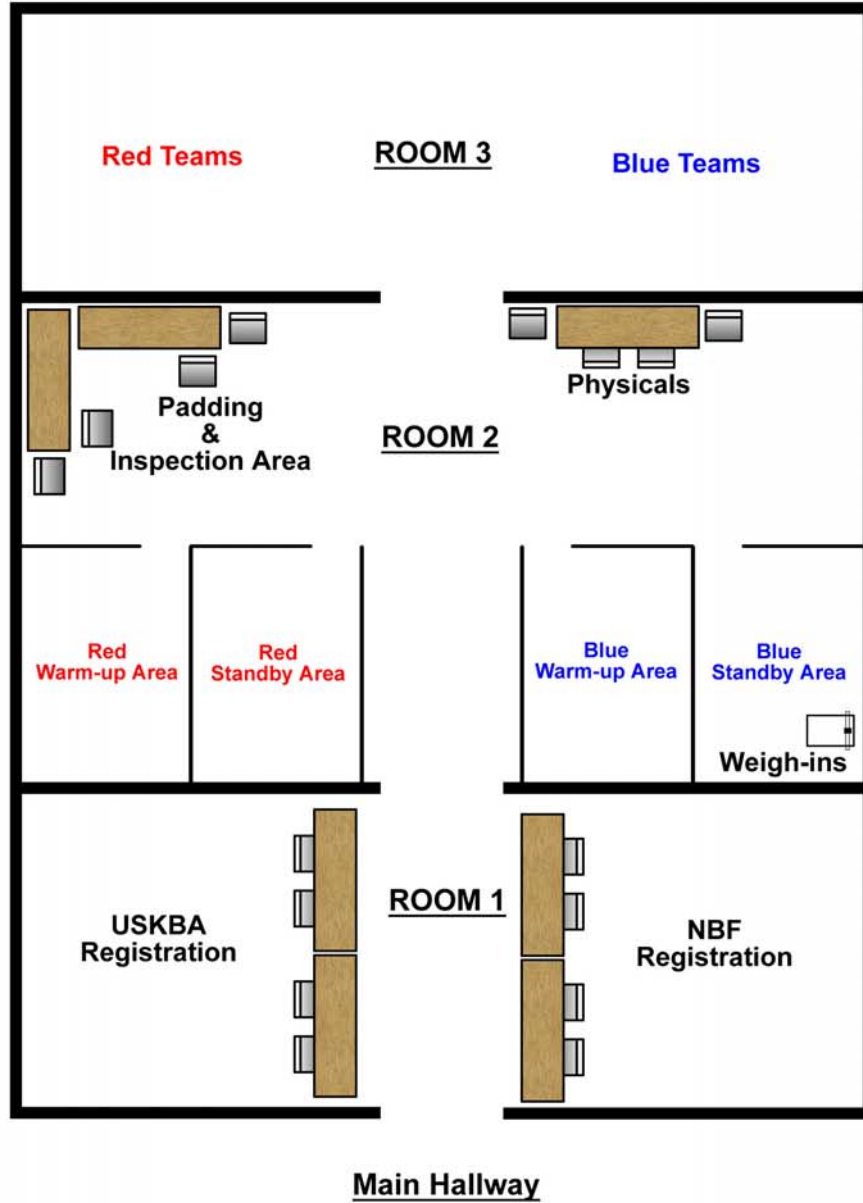 Red Teams
ROOM 3
Blue Teams
Physicals
Padding
&
Inspection Area
ROOM 2
Red
Warm-up Area
Red
Standby Area
Blue
Warm-up Area
Blue
Standby Area
Weigh-ins
USKBA
Registration
ROOM 1
NBF
Registration
Main Hallway